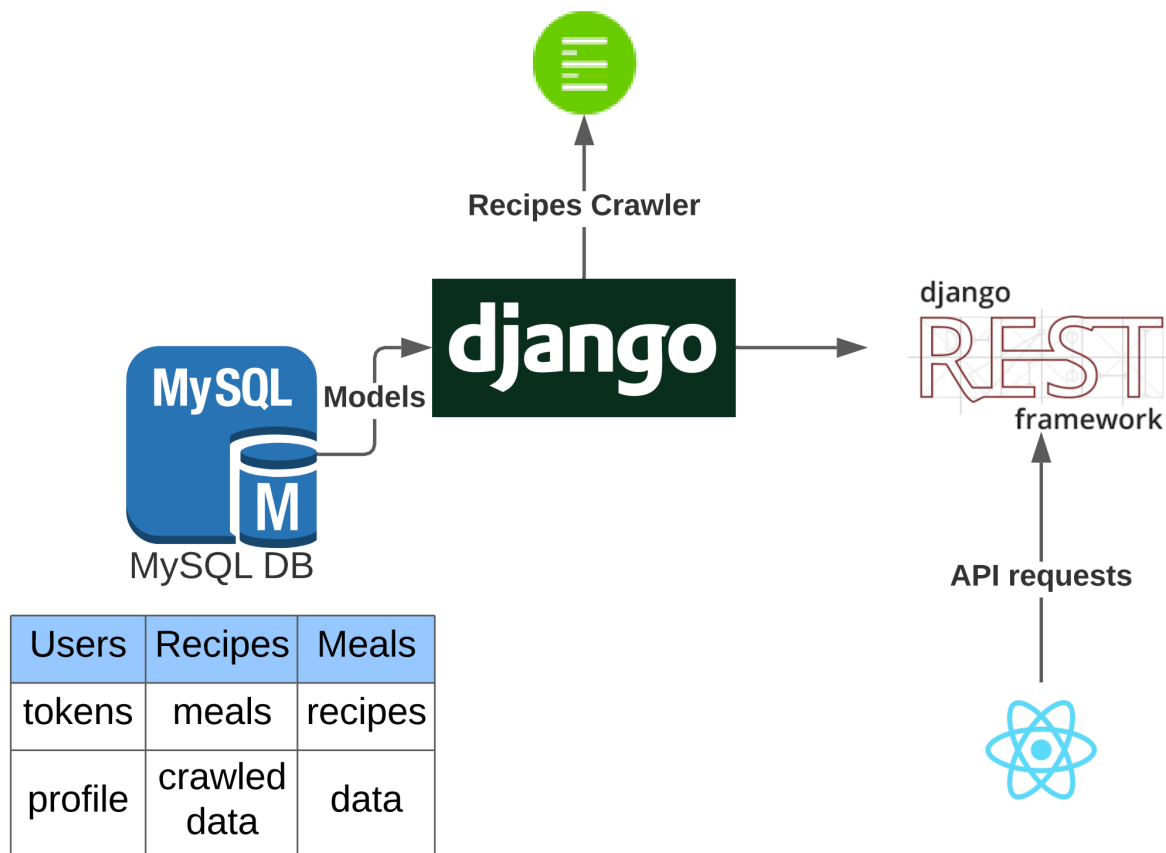 Recipes Crawler
django
django
REST
framework
MySQL
Models
M
MySQL DB
API requests
Users Recipes Meals
tokens meals recipes
profile crawled data data